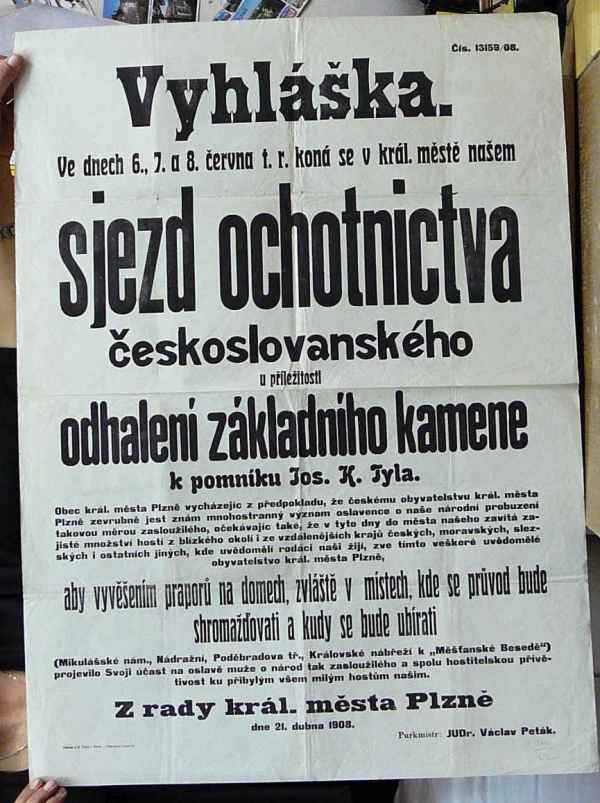 Čís. 13159/08.
Vyhláška.
Ve dnech 6., 7. a 8. června t. r. koná se v král. městě našem
sjezd ochotnictva
českoslovanského
u příležitosti
odhalení základního kamene
k pomníku Jos. K. Tyla.
Obec král. města Plzně vycházejíc z předpokladu, že českému obyvatelstvu král. města
Plzně zevrubně jest znám mnohostranný význam oslavence o naše národní probuzení
takovou měrou zasloužilého, očekávajíc také, že v tyto dny do města našeho zavítá za-
jisté množství hostí z blízkého okolí i ze vzdálenějších krajů českých, moravských, slez-
ských i ostatních jiných, kde uvědomělí rodáci naši žijí, zve tímto veškeré uvědomělé
obyvatelstvo král. města Plzně,
aby vyvěšením praporů na domech, zvláště v místech, kde se průvod bude
shromažďovati a kudy se bude ubírati
(Mikulášské nám., Nádražní, Poděbradova tř., Královské nábřeží k „Měšťanské Besedě")
projevilo Svoji účast na oslavě muže o národ tak zasloužilého a spolu hostitelskou přívě-
tivost ku přibylým všem milým hostům našim.
Z rady král. města Plzně
dne 21. dubna 1908.
Purkmistr: JUDr. Václav Peták.